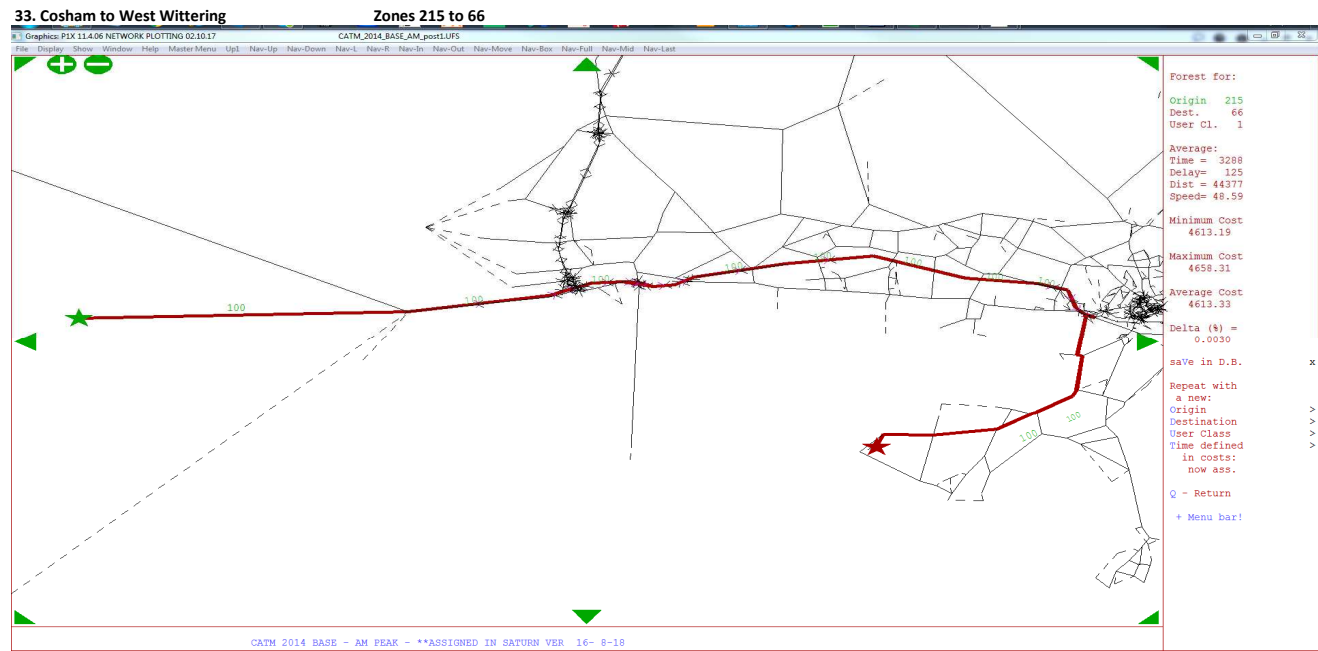 33. Cosham to West Wittering Zones 215 to 66
Graphics: P1X 11.4.06 NETWORK PLOTTING 02.10.17 CATM_2014_BASE_AM_post1.UFS
File Display Show Window Help Master Menu Up1 Nav-Up Nav-Down Nav-L Nav-R Nav-In Nav-Out Nav-Move Nav-Box Nav-Full Nav-Mid Nav-Last
Forest for:
Origin 215
Dest. 66
User Cl. 1
Average:
Time = 3288
Delay= 125
Dist = 44377
Speed= 48.59
Minimum Cost
4613.19
Maximum Cost
4658.31
Average Cost
4613.33
Delta (%) =
0.0030
saVe in D.B. x
Repeat with
a new:
Origin >
Destination >
User Class >
Time defined >
in costs:
now ass.
Q - Return
+ Menu bar!
100
100
100
100
100
100
100
100
100
100
CATM 2014 BASE - AM PEAK - **ASSIGNED IN SATURN VER 16- 8-18